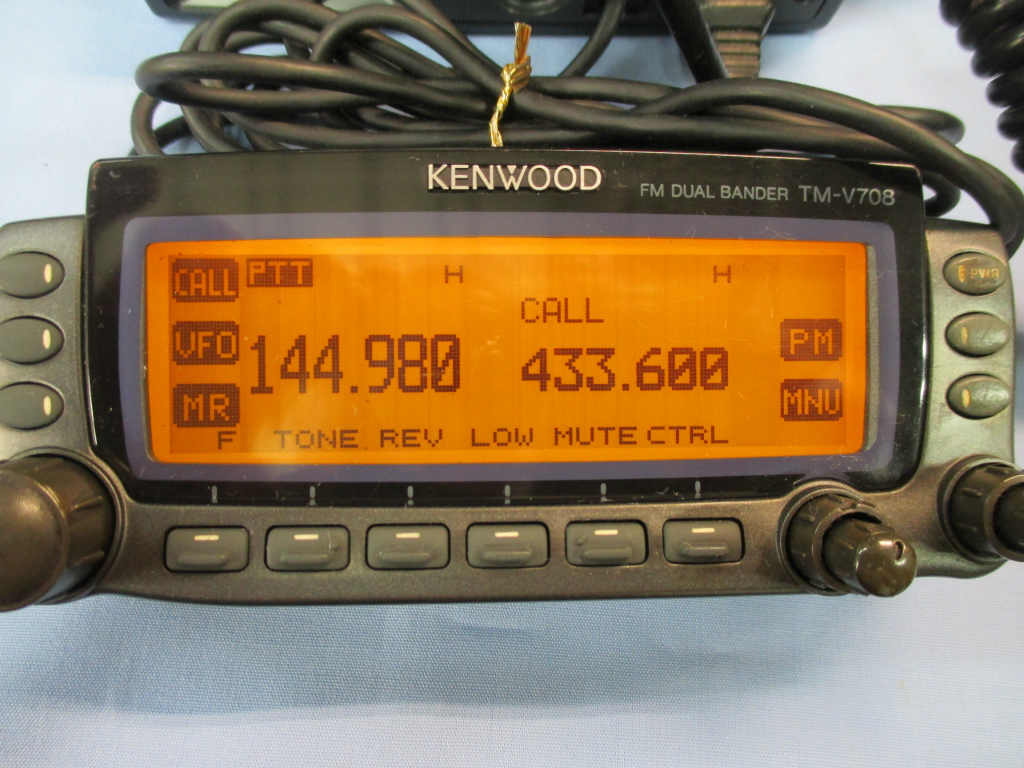 KENWOOD
FM DUAL BANDER TM-V708
CALL PTT H H
PWR
CALL
VFO 144.980 433.600 PM
MR MNU
F TONE REV LOW MUTE CTRL